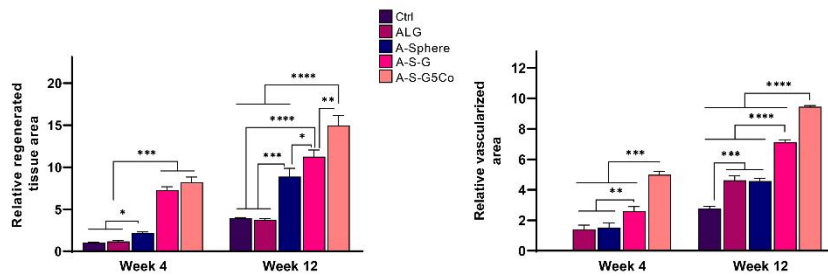 Ctrl
ALG
A-Sphere
A-S-G
A-S-G5Co
Relative regenerated
tissue area
20
15
10
5
0
****
****
**
*
***
***
*
Week 4
Week 12
Relative vascularized
area
12
10
8
6
4
2
0
****
****
***
***
**
Week 4
Week 12